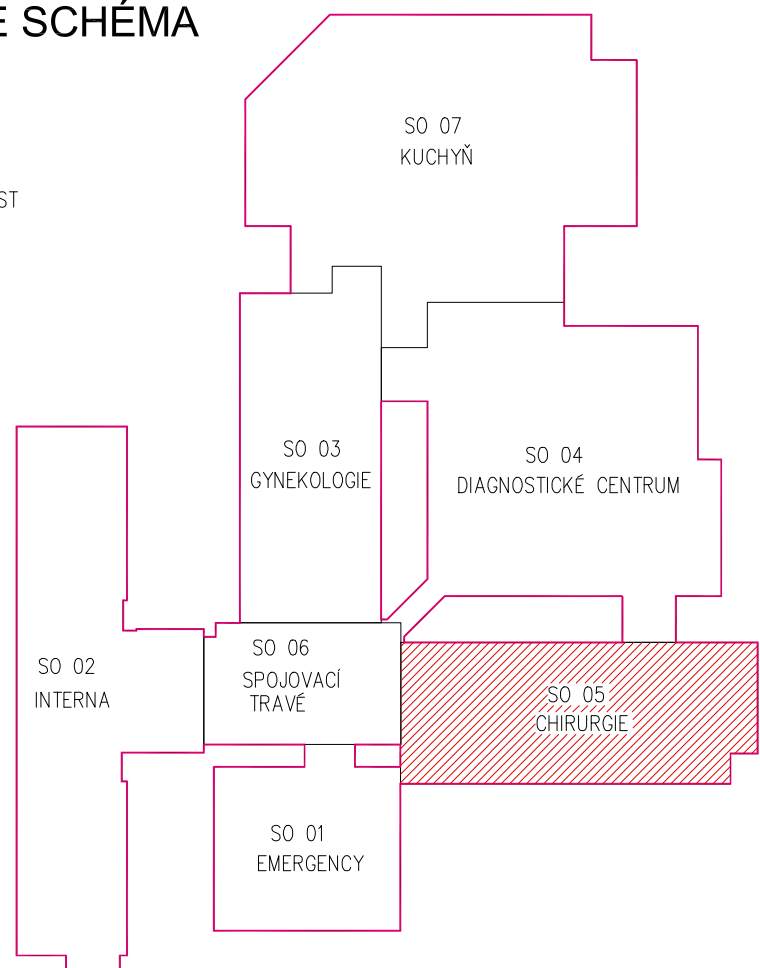 E SCHÉMA
ST
SO 07
KUCHYŇ
SO 03
GYNEKOLOGIE
SO 04
DIAGNOSTICKÉ CENTRUM
SO 06
SPOJOVACÍ
TRAVÉ
SO 02
INTERNA
SO 05
CHIRURGIE
SO 01
EMERGENCY